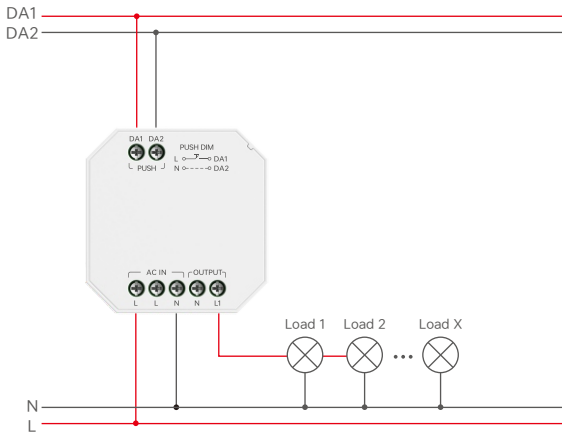 DA1
DA2
DA1 DA2
PUSH
PUSH DIM
L DA1
N DA2
AC IN OUTPUT
L L N N L1
Load 1 Load 2 ••• Load X
N
L